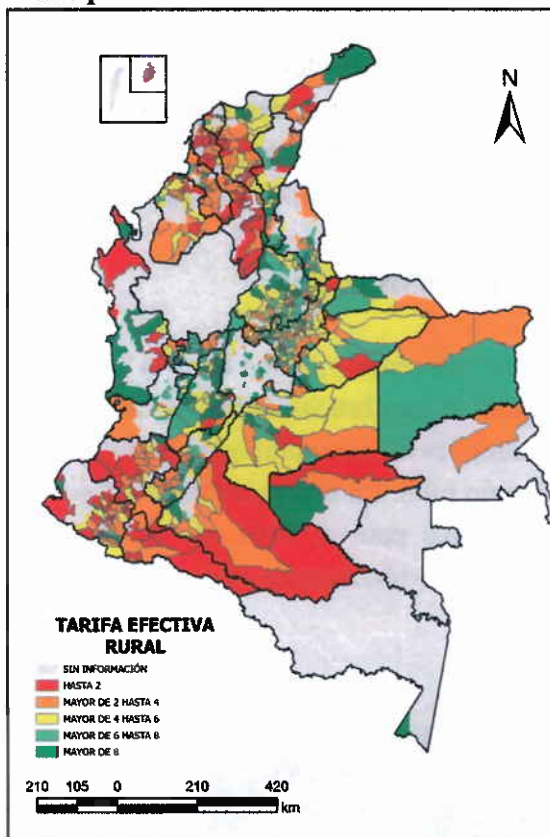 N
TARIFA EFECTIVA
RURAL
SIN INFORMACIÓN
HASTA 2
MAYOR DE 2 HASTA 4
MAYOR DE 4 HASTA 6
MAYOR DE 6 HASTA 8
MAYOR DE 8
210 105 0 210 420
km